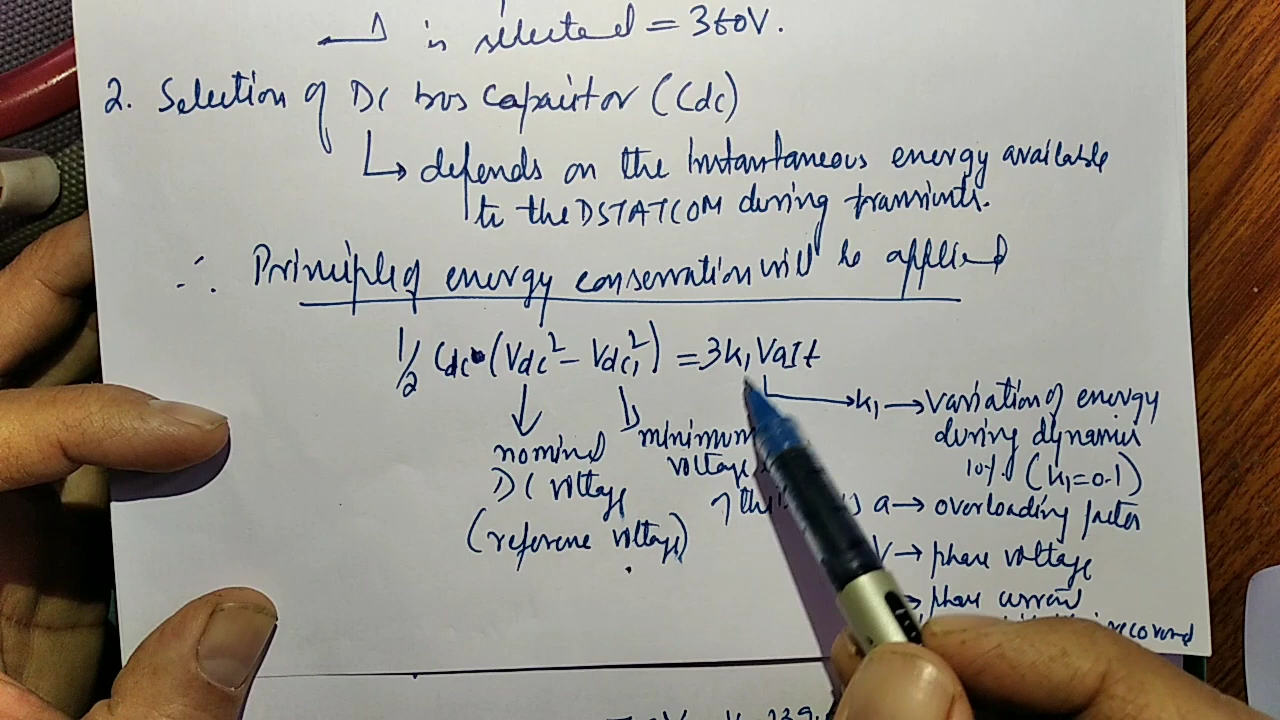 is selected = 360V.
2. Selection of DC bus Capacitor (Cdc)
↳ depends on the Instantaneous energy available
to the DSTATCOM during transients.
∴ Principle of energy conservation will be applied
1/2 Cdc (Vdc² - Vdc₁²) = 3k₁VaIt
k₁ → variation of energy
during dynamics
10% (k₁=0.1)
nominal
DC voltage
(reference voltage)
minimum
voltage
a → overloading factor
V → phase voltage
→ phase current
recovered